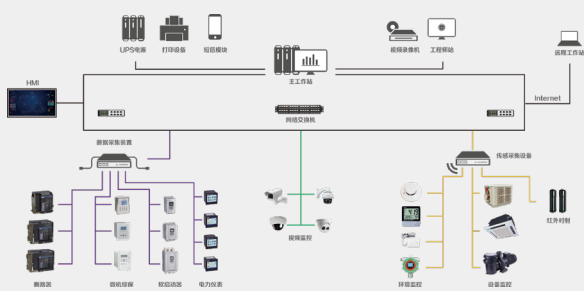 UPS电源
打印设备
短信模块
主工作站
视频录像机
工程师站
远程工作站
HMI
Internet
网络交换机
数据采集装置
传感采集设备
视频监控
红外对射
断路器
微机综保
软启动器
电力仪表
环境监控
设备监控